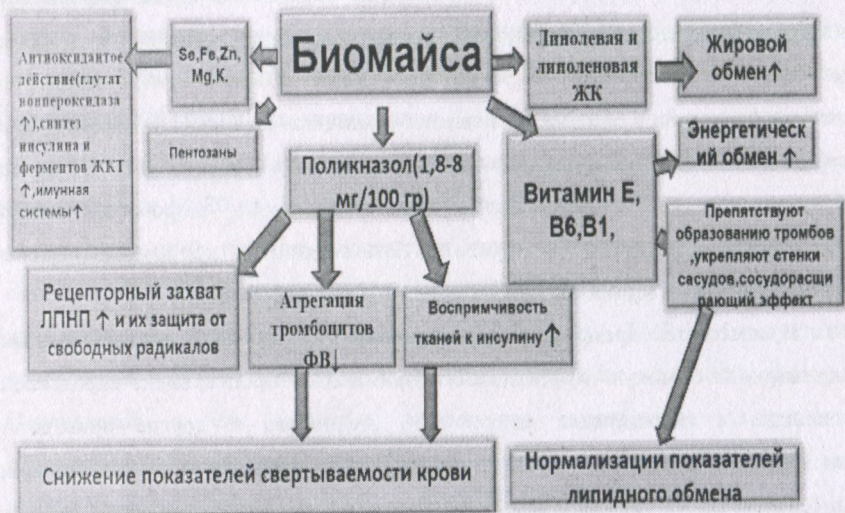 Биомайса
Антиоксидантое
действие(глутат
ионпероксидаза
↑),синтез
инсулина и
ферментов ЖКТ
↑,имунная
системы↑
Se,Fe,Zn,
Mg,K.
Пентозаны
Поликназол(1,8-8
мг/100 гр)
Линолевая и
линоленовая
ЖК
Жировой
обмен↑
Витамин Е,
В6,В1,
Энергетическ
ий обмен ↑
Препятствуют
образованию тромбов
,укрепляют стенки
сасудов,сосудорасши
рающий эффект
Рецепторный захват
ЛПНП ↑ и их защита от
свободных радикалов
Агрегация
тромбоцитов
ФВ↓
Воспримчивость
тканей к инсулину↑
Снижение показателей свертываемости крови
Нормализации показателей
липидного обмена